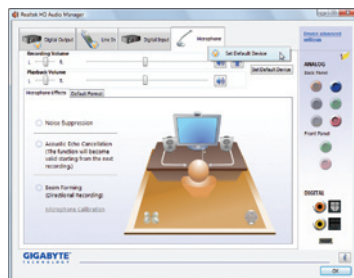 Realtek HD Audio Manager
Digital Output
Line In
Digital Input
Microphone
Device advanced settings
Set Default Device
Recording Volume
L
R
Set Default Device
Playback Volume
L
R
Microphone Effects
Default Format
Noise Suppression
Acoustic Echo Cancellation
(The function will become
valid starting from the next
recording)
Beam Forming
(Directional Recording)
Microphone Calibration
ANALOG
Back Panel
Front Panel
DIGITAL
GIGABYTE
TECHNOLOGY
OK